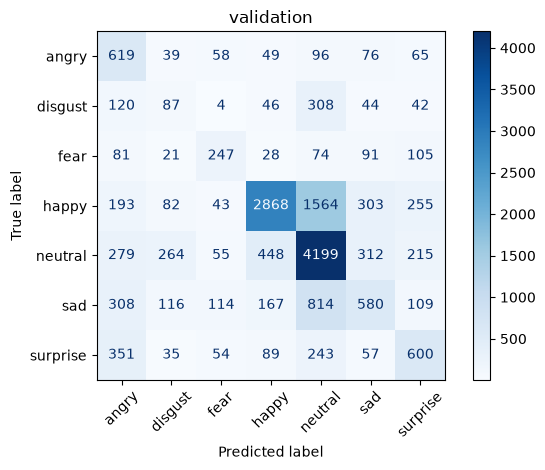 validation
angry 619 39 58 49 96 76 65
disgust 120 87 4 46 308 44 42
fear 81 21 247 28 74 91 105
happy 193 82 43 2868 1564 303 255
neutral 279 264 55 448 4199 312 215
sad 308 116 114 167 814 580 109
surprise 351 35 54 89 243 57 600
angry disgust fear happy neutral sad surprise
Predicted label
True label
4000
3500
3000
2500
2000
1500
1000
500